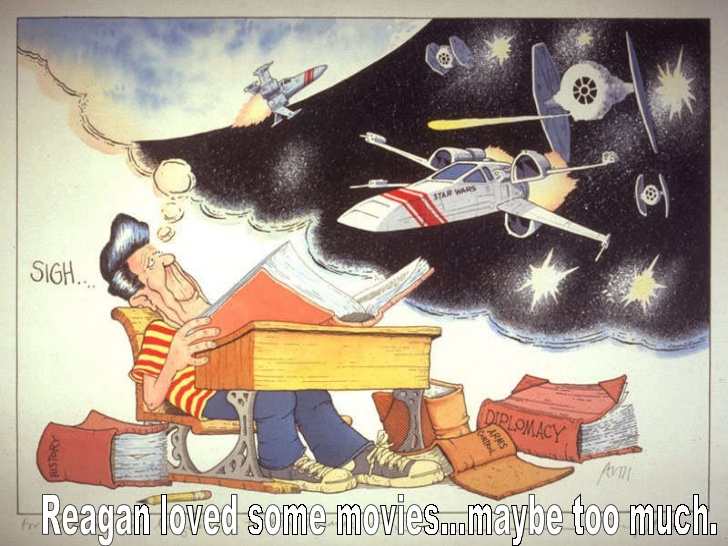 STAR WARS
SIGH....
DIPLOMACY
ARMS
CONTROL
HISTORY
Reagan loved some movies...maybe too much.